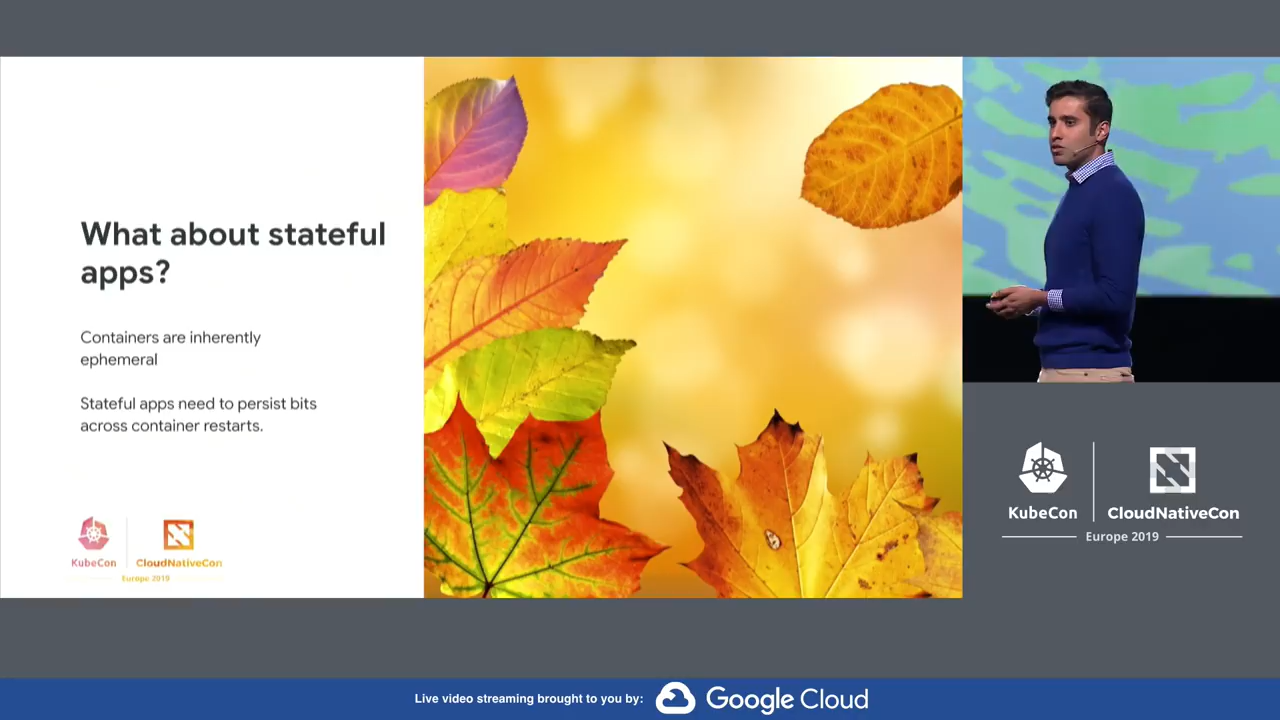 What about stateful
apps?
Containers are inherently
ephemeral
Stateful apps need to persist bits
across container restarts.
KubeCon
CloudNativeCon
Europe 2019
KubeCon
CloudNativeCon
Europe 2019
Live video streaming brought to you by:
Google Cloud